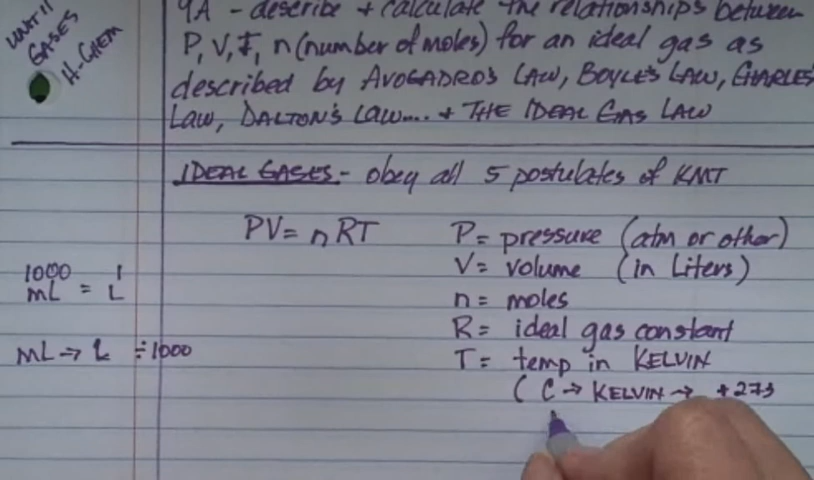 UNIT 11
GASES
H-CHEM
9A - describe + calculate the relationships between
P, V, T, n (number of moles) for an ideal gas as
described by AVOGADRO'S LAW, BOYLE'S LAW, CHARLES
LAW, DALTON'S LAW.... + THE IDEAL GAS LAW
IDEAL GASES - obey all 5 postulates of KMT
PV = nRT
P = pressure (atm or other)
V = volume (in Liters)
n = moles
R = ideal gas constant
T = temp in KELVIN
( C → KELVIN → +273
1000 mL = 1 L
mL → L ÷1000